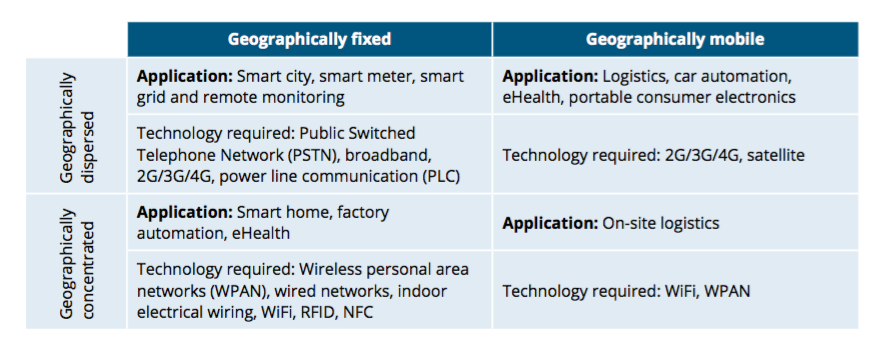 Geographically fixed
Geographically mobile
Geographically
dispersed
Application: Smart city, smart meter, smart
grid and remote monitoring
Application: Logistics, car automation,
eHealth, portable consumer electronics
Technology required: Public Switched
Telephone Network (PSTN), broadband,
2G/3G/4G, power line communication (PLC)
Technology required: 2G/3G/4G, satellite
Geographically
concentrated
Application: Smart home, factory
automation, eHealth
Application: On-site logistics
Technology required: Wireless personal area
networks (WPAN), wired networks, indoor
electrical wiring, WiFi, RFID, NFC
Technology required: WiFi, WPAN